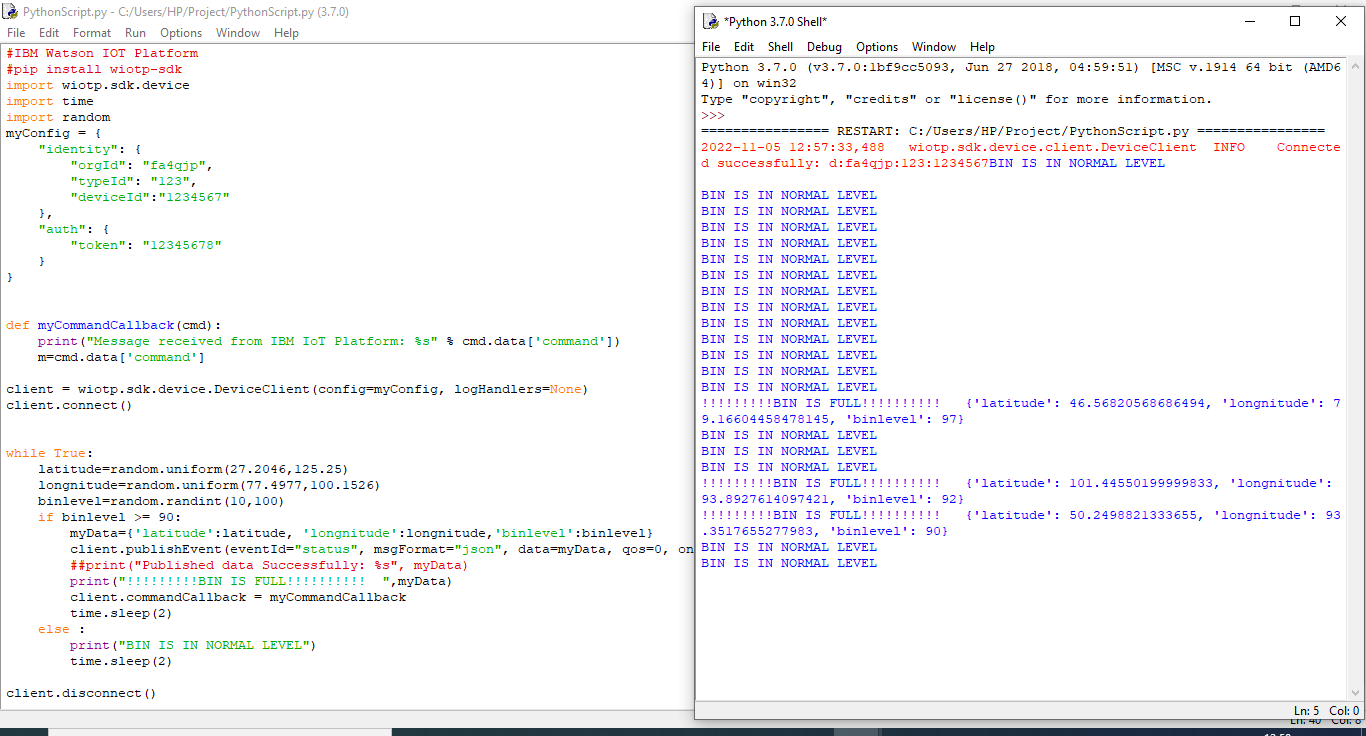 PythonScript.py - C:/Users/HP/Project/PythonScript.py (3.7.0)
File Edit Format Run Options Window Help
#IBM Watson IOT Platform
#pip install wiotp-sdk
import wiotp.sdk.device
import time
import random
myConfig = {
    "identity": {
        "orgId": "fa4qjp",
        "typeId": "123",
        "deviceId":"1234567"
    },
    "auth": {
        "token": "12345678"
    }
}
def myCommandCallback(cmd):
    print("Message received from IBM IoT Platform: %s" % cmd.data['command'])
    m=cmd.data['command']
client = wiotp.sdk.device.DeviceClient(config=myConfig, logHandlers=None)
client.connect()
while True:
    latitude=random.uniform(27.2046,125.25)
    longnitude=random.uniform(77.4977,100.1526)
    binlevel=random.randint(10,100)
    if binlevel >= 90:
        myData={'latitude':latitude, 'longnitude':longnitude,'binlevel':binlevel}
        client.publishEvent(eventId="status", msgFormat="json", data=myData, qos=0, on
        ##print("Published data Successfully: %s", myData)
        print("!!!!!!!!!BIN IS FULL!!!!!!!!!!  ",myData)
        client.commandCallback = myCommandCallback
        time.sleep(2)
    else :
        print("BIN IS IN NORMAL LEVEL")
        time.sleep(2)
client.disconnect()
*Python 3.7.0 Shell*
File Edit Shell Debug Options Window Help
Python 3.7.0 (v3.7.0:1bf9cc5093, Jun 27 2018, 04:59:51) [MSC v.1914 64 bit (AMD6
4)] on win32
Type "copyright", "credits" or "license()" for more information.
>>>
================ RESTART: C:/Users/HP/Project/PythonScript.py ================
2022-11-05 12:57:33,488   wiotp.sdk.device.client.DeviceClient  INFO    Connecte
d successfully: d:fa4qjp:123:1234567BIN IS IN NORMAL LEVEL
BIN IS IN NORMAL LEVEL
BIN IS IN NORMAL LEVEL
BIN IS IN NORMAL LEVEL
BIN IS IN NORMAL LEVEL
BIN IS IN NORMAL LEVEL
BIN IS IN NORMAL LEVEL
BIN IS IN NORMAL LEVEL
BIN IS IN NORMAL LEVEL
BIN IS IN NORMAL LEVEL
BIN IS IN NORMAL LEVEL
BIN IS IN NORMAL LEVEL
BIN IS IN NORMAL LEVEL
BIN IS IN NORMAL LEVEL
!!!!!!!!!BIN IS FULL!!!!!!!!!!   {'latitude': 46.56820568686494, 'longnitude': 7
9.16604458478145, 'binlevel': 97}
BIN IS IN NORMAL LEVEL
BIN IS IN NORMAL LEVEL
BIN IS IN NORMAL LEVEL
!!!!!!!!!BIN IS FULL!!!!!!!!!!   {'latitude': 101.44550199999833, 'longnitude':
93.8927614097421, 'binlevel': 92}
!!!!!!!!!BIN IS FULL!!!!!!!!!!   {'latitude': 50.2498821333655, 'longnitude': 93
.3517655277983, 'binlevel': 90}
BIN IS IN NORMAL LEVEL
BIN IS IN NORMAL LEVEL
Ln: 5 Col: 0